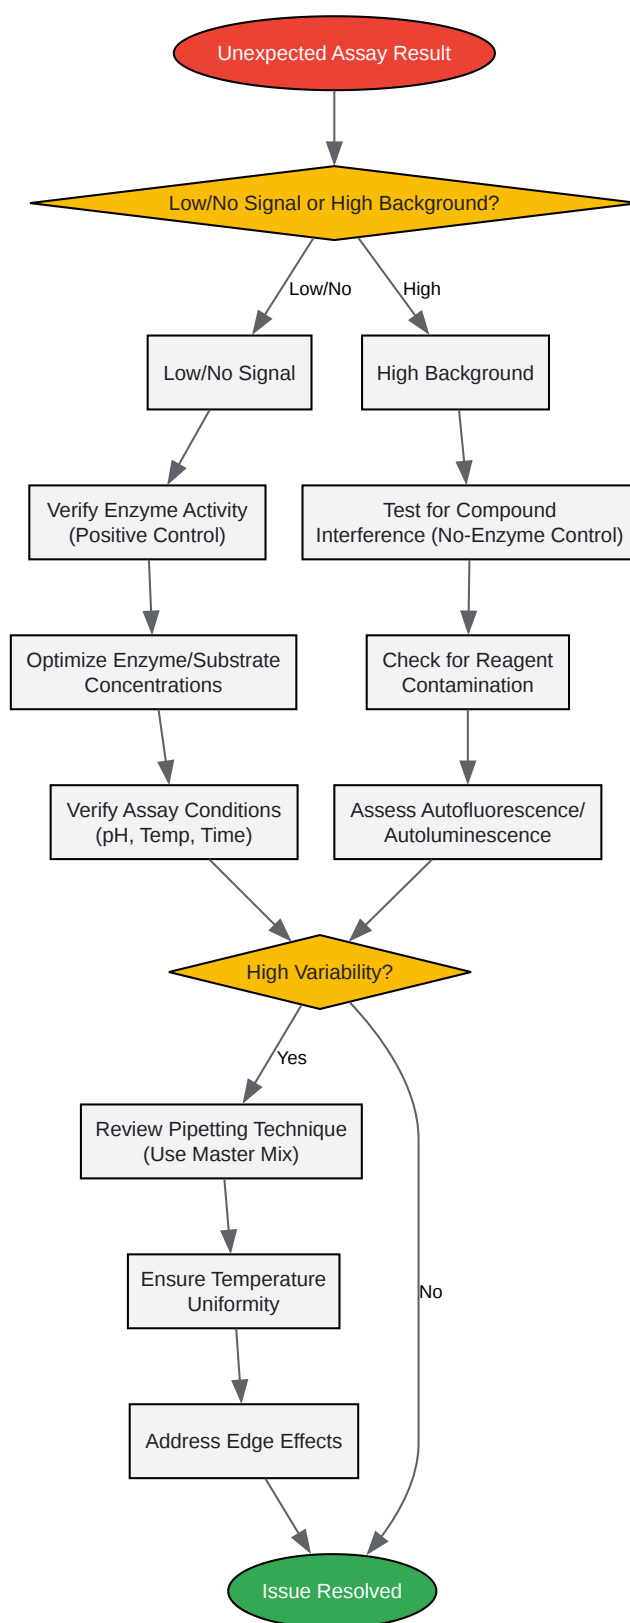 Unexpected Assay Result
Low/No Signal or High Background?
Low/No
High
Low/No Signal
High Background
Verify Enzyme Activity
(Positive Control)
Test for Compound
Interference (No-Enzyme Control)
Optimize Enzyme/Substrate
Concentrations
Check for Reagent
Contamination
Verify Assay Conditions
(pH, Temp, Time)
Assess Autofluorescence/
Autoluminescence
High Variability?
Yes
Review Pipetting Technique
(Use Master Mix)
Ensure Temperature
Uniformity
No
Address Edge Effects
Issue Resolved